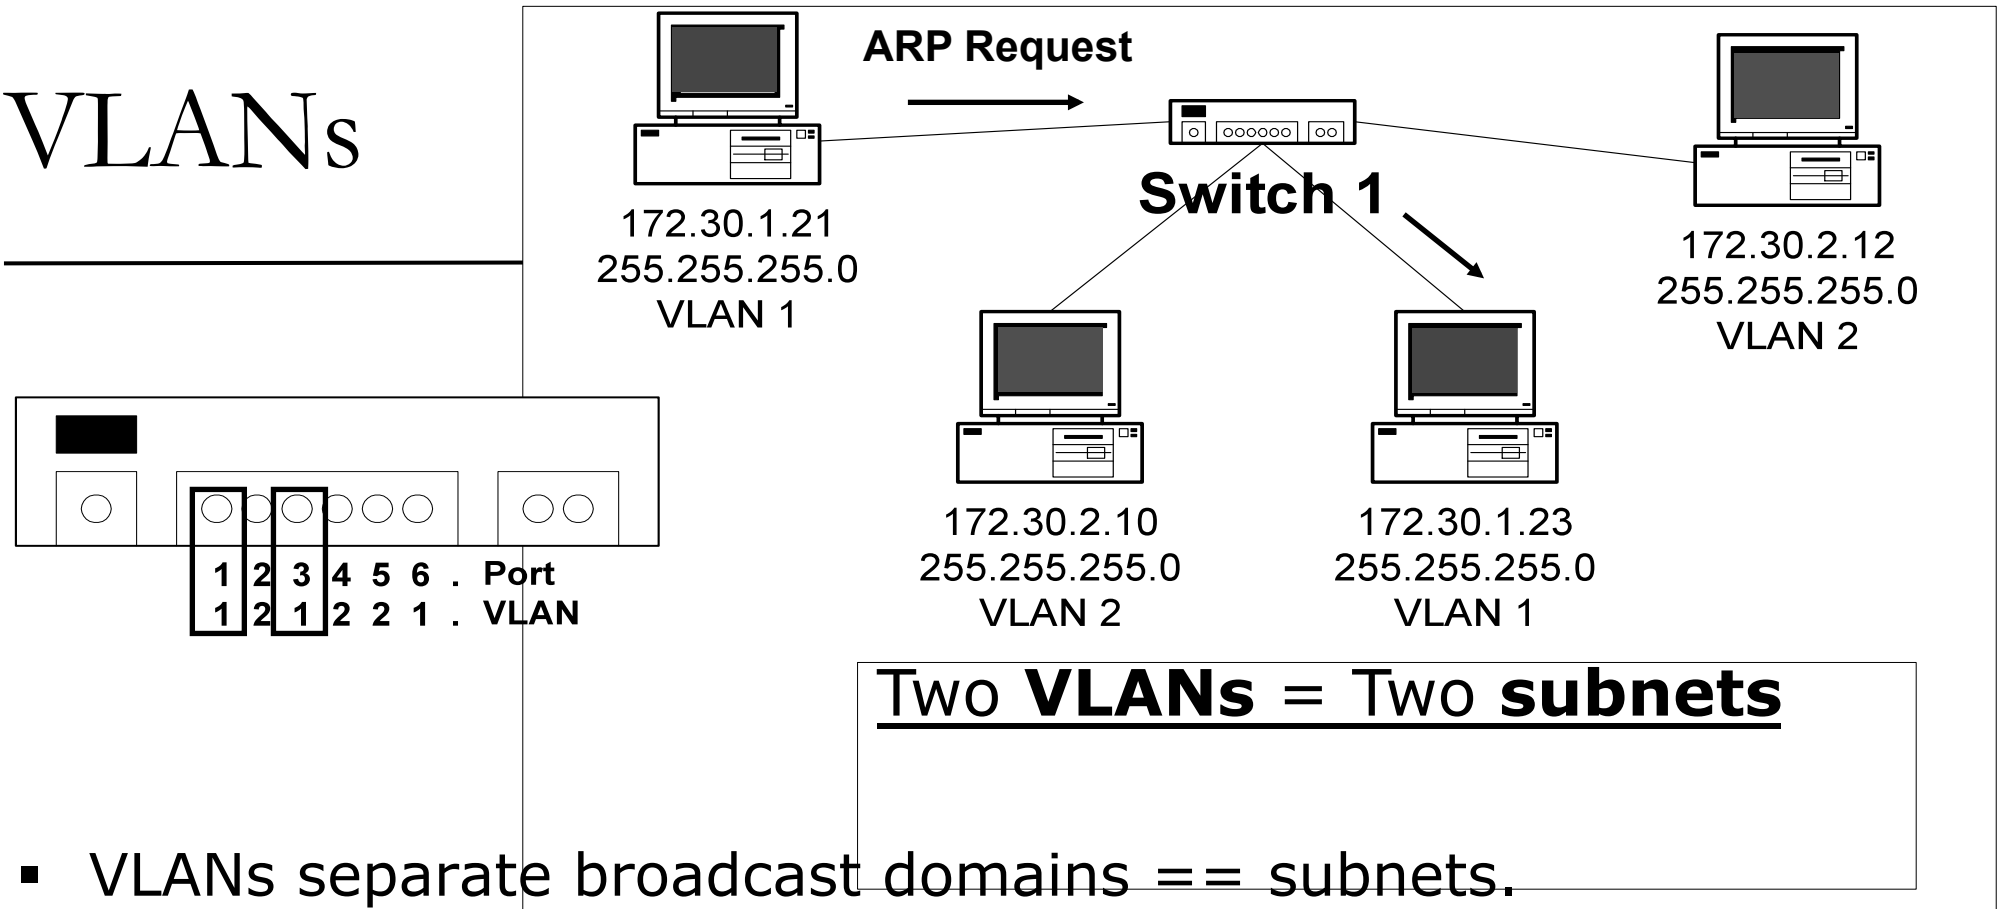 VLANs
ARP Request
Switch 1
172.30.1.21
255.255.255.0
VLAN 1
172.30.2.12
255.255.255.0
VLAN 2
172.30.2.10
255.255.255.0
VLAN 2
172.30.1.23
255.255.255.0
VLAN 1
1 2 3 4 5 6 . Port
1 2 1 2 2 1 . VLAN
Two VLANs = Two subnets
▪ VLANs separate broadcast domains == subnets.